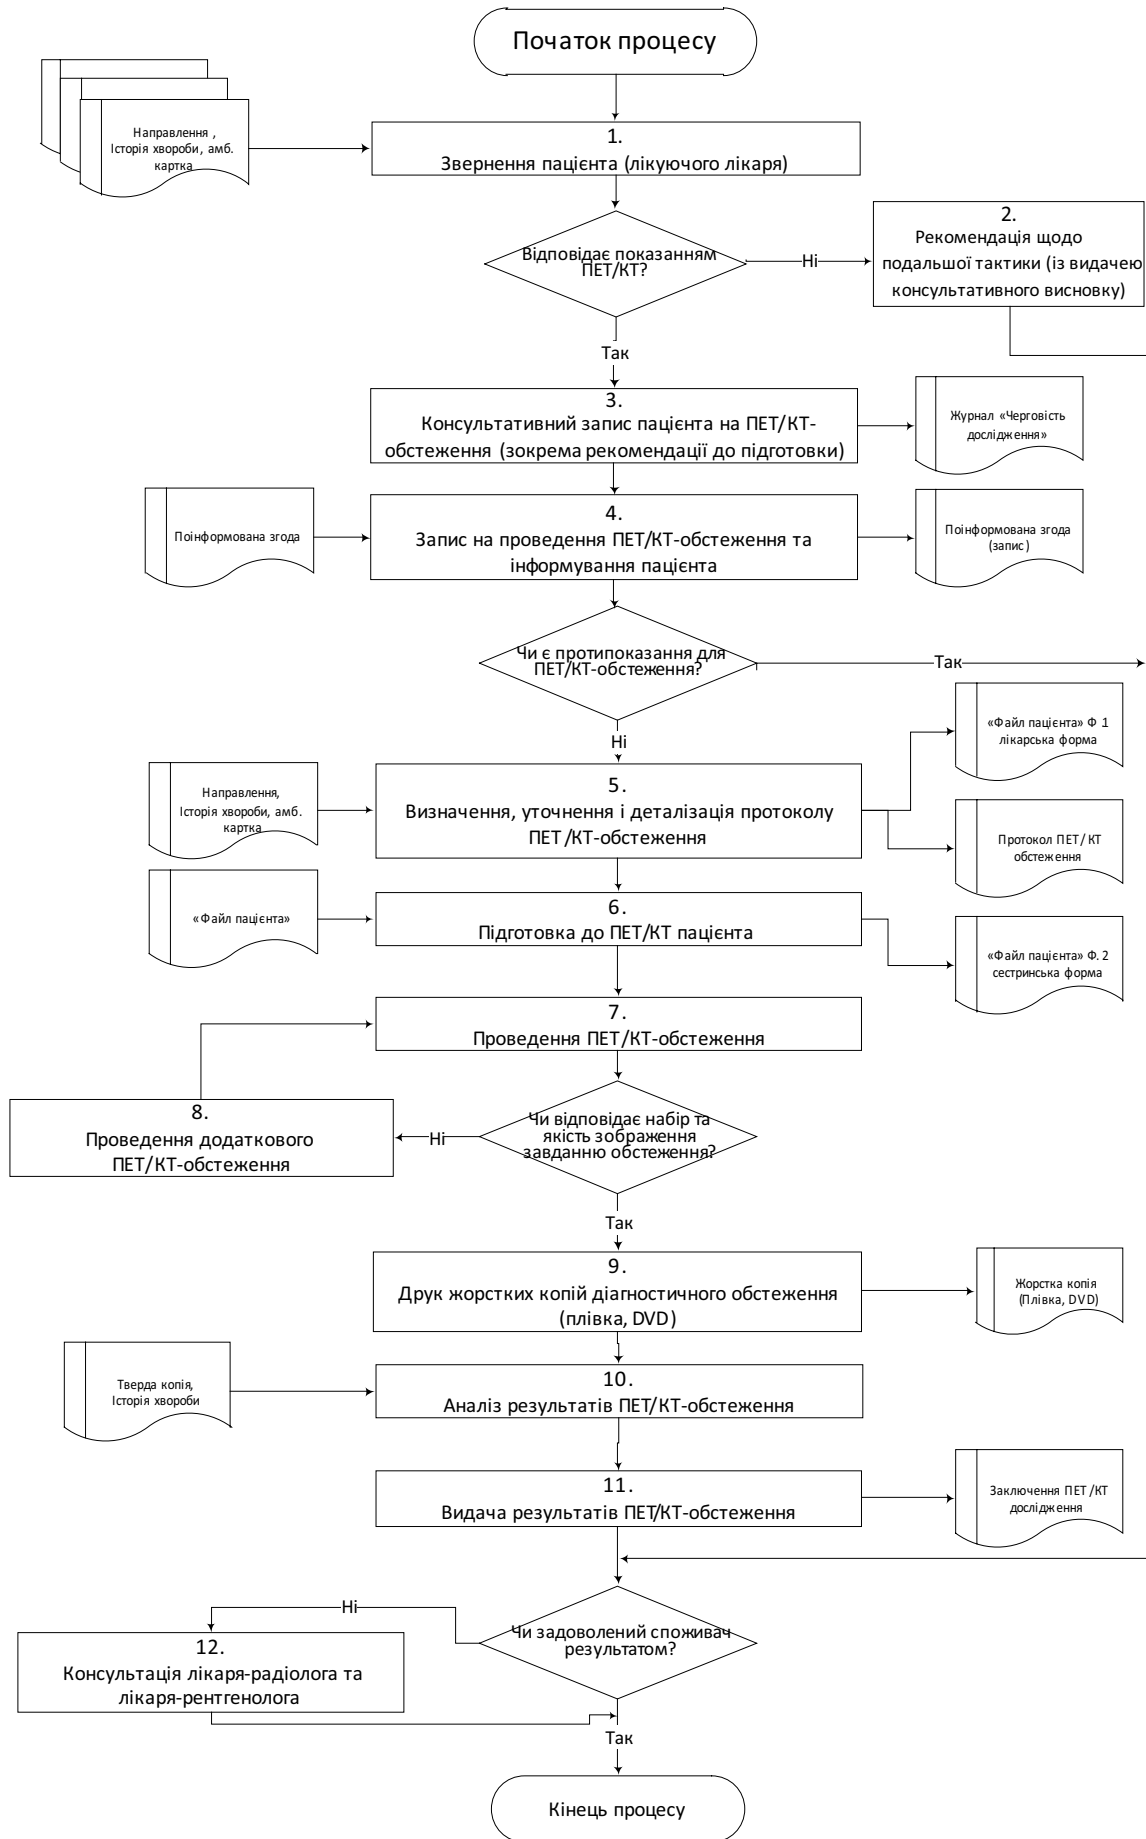 Початок процесу
Направлення ,
Історія хвороби, амб.
картка
1.
Звернення пацієнта (лікуючого лікаря)
Відповідає показанням
ПЕТ/КТ?
Ні
2.
Рекомендація щодо
подальшої тактики (із видачею
консультативного висновку)
Так
3.
Консультативний запис пацієнта на ПЕТ/КТ-
обстеження (зокрема рекомендації до підготовки)
Журнал «Черговість
дослідження»
Поінформована згода
4.
Запис на проведення ПЕТ/КТ-обстеження та
інформування пацієнта
Поінформована згода
(запис)
Чи є протипоказання для
ПЕТ/КТ-обстеження?
Так
Ні
«Файл пацієнта» Ф.1
лікарська форма
Направлення,
Історія хвороби, амб.
картка
5.
Визначення, уточнення і деталізація протоколу
ПЕТ/КТ-обстеження
Протокол ПЕТ/КТ
обстеження
«Файл пацієнта»
6.
Підготовка до ПЕТ/КТ пацієнта
«Файл пацієнта» Ф.2
сестринська форма
7.
Проведення ПЕТ/КТ-обстеження
8.
Проведення додаткового
ПЕТ/КТ-обстеження
Ні
Чи відповідає набір та
якість зображення
завданню обстеження?
Так
9.
Друк жорстких копій діагностичного обстеження
(плівка, DVD)
Жорстка копія
(Плівка, DVD)
Тверда копія,
Історія хвороби
10.
Аналіз результатів ПЕТ/КТ-обстеження
11.
Видача результатів ПЕТ/КТ-обстеження
Заключення ПЕТ/КТ
дослідження
Ні
Чи задоволений споживач
результатом?
12.
Консультація лікаря-радіолога та
лікаря-рентгенолога
Так
Кінець процесу